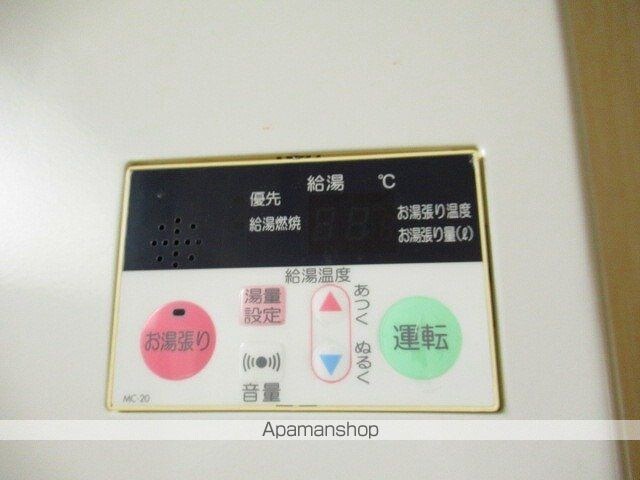 給湯 ℃
優先
給湯燃焼
お湯張り温度
お湯張り量(ℓ)
給湯温度
お湯張り
湯量
設定
音量
あつく
ぬるく
運転
MC-20
Apamanshop